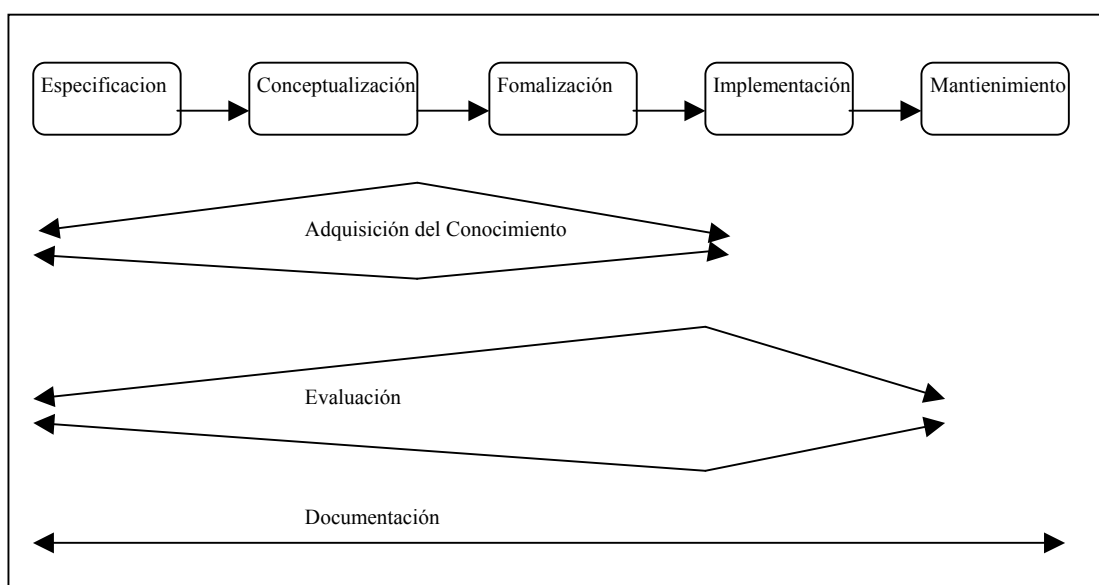 Especificacion
Conceptualización
Fomalización
Implementación
Mantienimiento
Adquisición del Conocimiento
Evaluación
Documentación